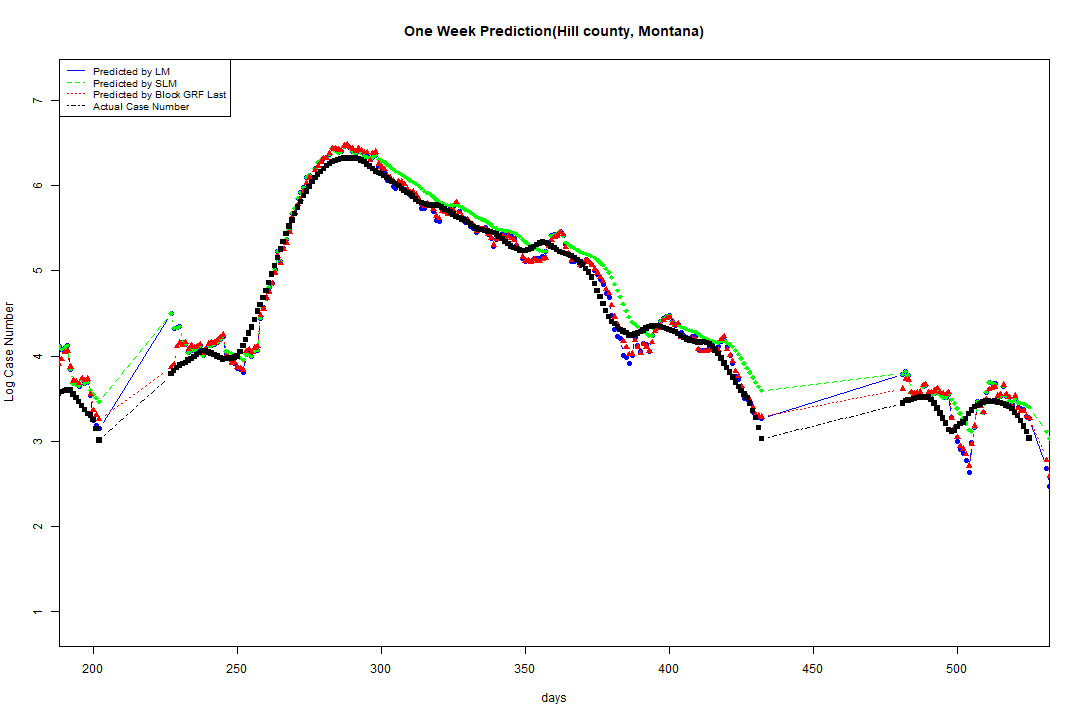 One Week Prediction(Hill county, Montana)
Predicted by LM
Predicted by SLM
Predicted by Block GRF Last
Actual Case Number
Log Case Number
7
6
5
4
3
2
1
200 250 300 350 400 450 500
days